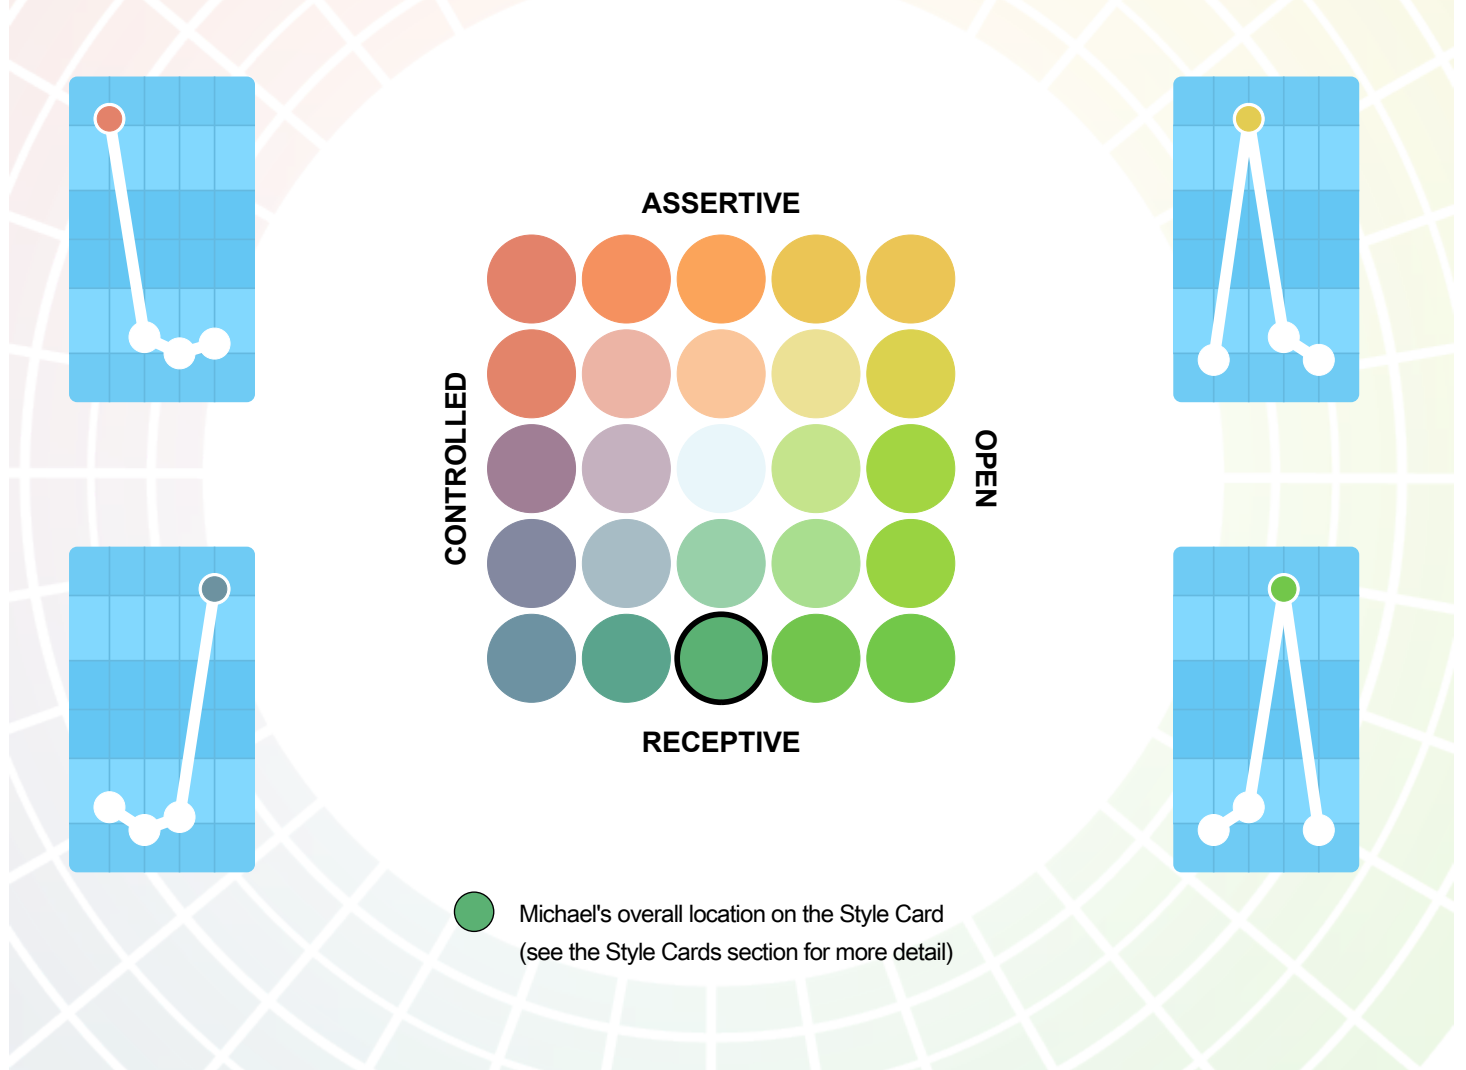 ASSERTIVE
CONTROLLED
OPEN
RECEPTIVE
Michael's overall location on the Style Card
(see the Style Cards section for more detail)